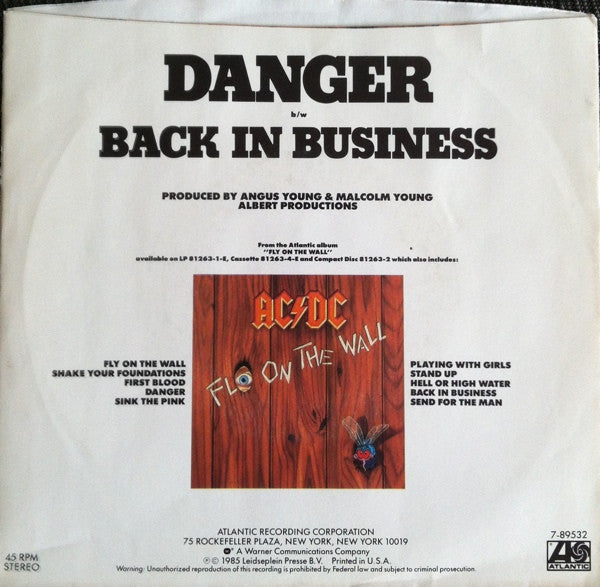 DANGER
b/w
BACK IN BUSINESS
PRODUCED BY ANGUS YOUNG & MALCOLM YOUNG
ALBERT PRODUCTIONS
From the Atlantic album
"FLY ON THE WALL"
available on LP 81263-1-E, Cassette 81263-4-E and Compact Disc 81263-2 which also includes:
AC/DC
FLY ON THE WALL
FLY ON THE WALL
SHAKE YOUR FOUNDATIONS
FIRST BLOOD
DANGER
SINK THE PINK
PLAYING WITH GIRLS
STAND UP
HELL OR HIGH WATER
BACK IN BUSINESS
SEND FOR THE MAN
45 RPM
STEREO
ATLANTIC RECORDING CORPORATION
75 ROCKEFELLER PLAZA, NEW YORK, NEW YORK 10019
A Warner Communications Company
℗ © 1985 Leidseplein Presse B.V. Printed in U.S.A.
Warning: Unauthorized reproduction of this recording is prohibited by Federal law and subject to criminal prosecution.
7-89532
ATLANTIC